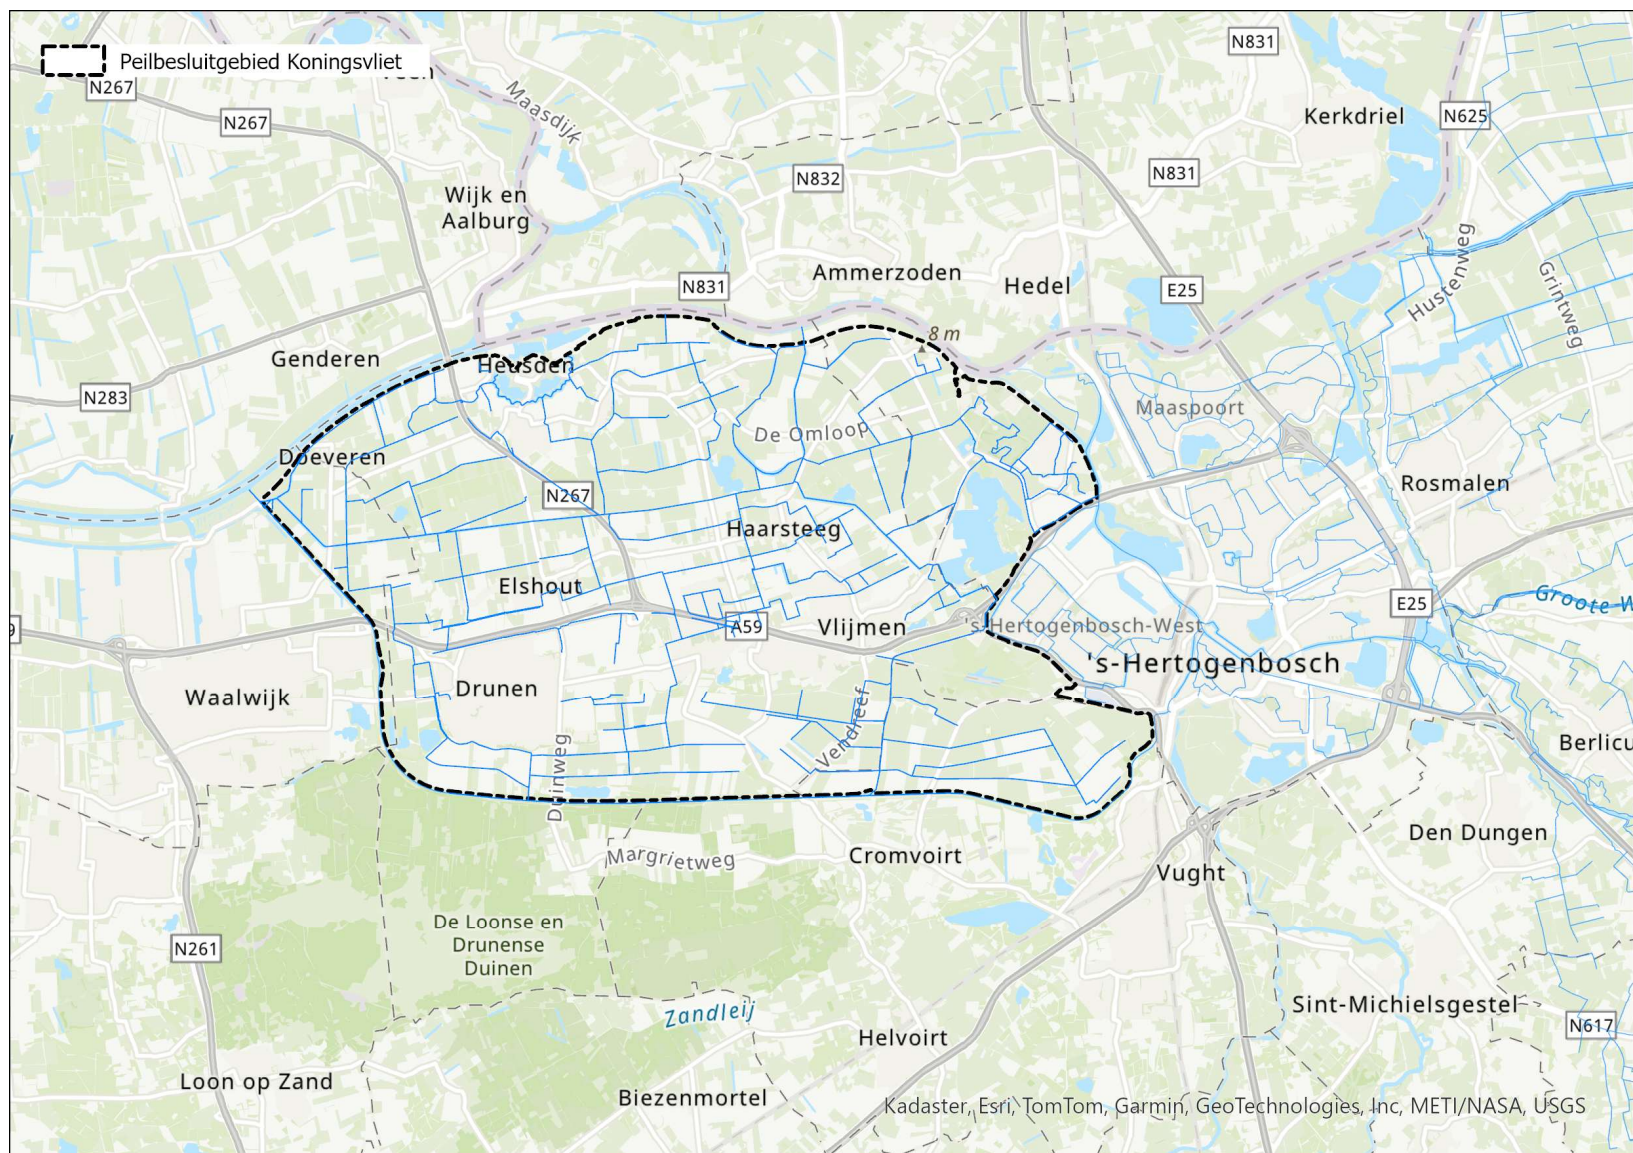 Peilbesluitgebied Koningsvliet
N831
N267
N267
Maasdijk
Kerkdriel
N625
N832
N831
Wijk en
Aalburg
Hustenweg
Grintweg
Ammerzoden
Hedel
N831
E25
8 m
Genderen
Heusden
N283
Maaspoort
De Omloop
Doeveren
Rosmalen
N267
Haarsteeg
Elshout
E25
Groote W
9
A59
Vlijmen
's-Hertogenbosch-West
's-Hertogenbosch
Waalwijk
Drunen
Vendreef
Berlicu
Duinweg
Den Dungen
Margrietweg
Cromvoirt
Vught
De Loonse en
Drunense
Duinen
N261
Zandleij
Sint-Michielsgestel
N617
Helvoirt
Loon op Zand
Biezenmortel
Kadaster, Esri, TomTom, Garmin, GeoTechnologies, Inc, METI/NASA, USGS